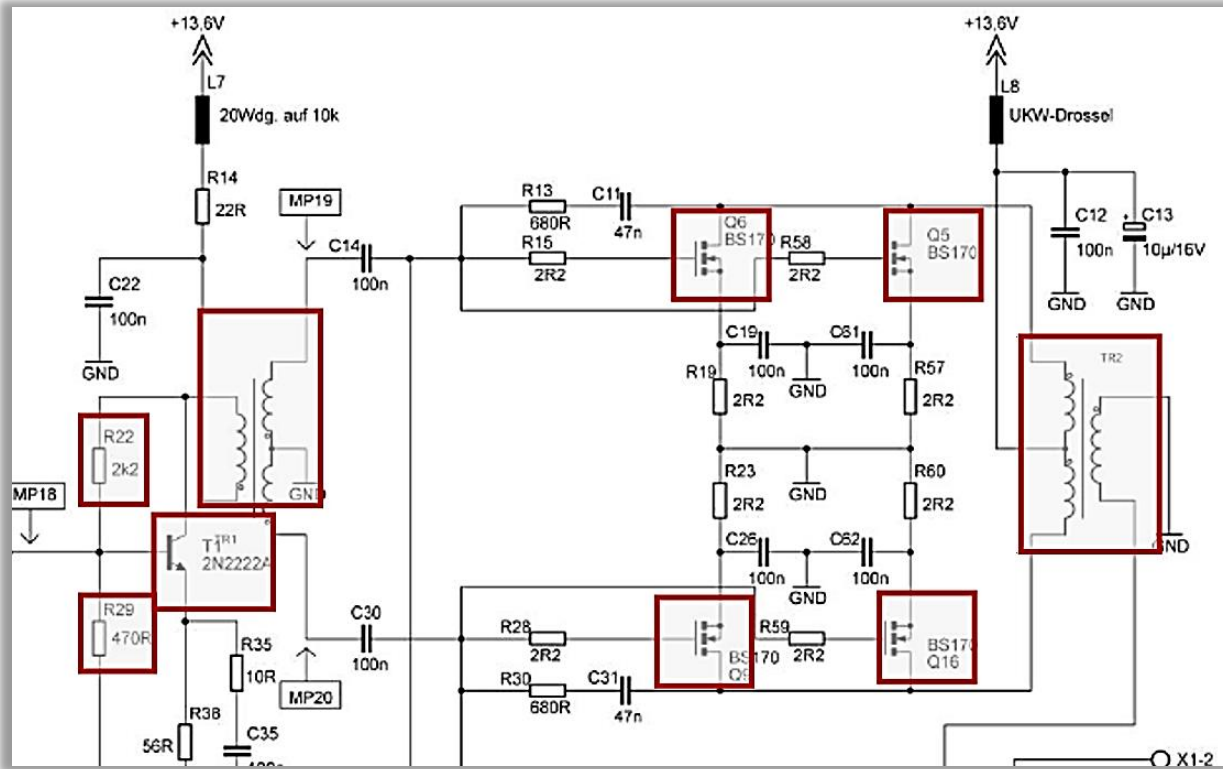 +13,6V
+13,6V
L7
20Wdg. auf 10k
L8
UKW-Drossel
R14
22R
MP19
C14
100n
R13
680R
C11
47n
R15
2R2
Q6
BS170
R58
2R2
Q5
BS170
C12
100n
C13
10µ/16V
GND
GND
C22
100n
GND
C19
100n
GND
C61
100n
R19
2R2
R57
2R2
TR2
R22
2k2
GND
GND
R23
2R2
R60
2R2
MP18
T1
TR1
2N2222A
C26
100n
GND
C62
100n
GND
R29
470R
C30
100n
R28
2R2
BS170
Q9
R59
2R2
BS170
Q16
R35
10R
MP20
R30
680R
C31
47n
R38
56R
C35
X1-2